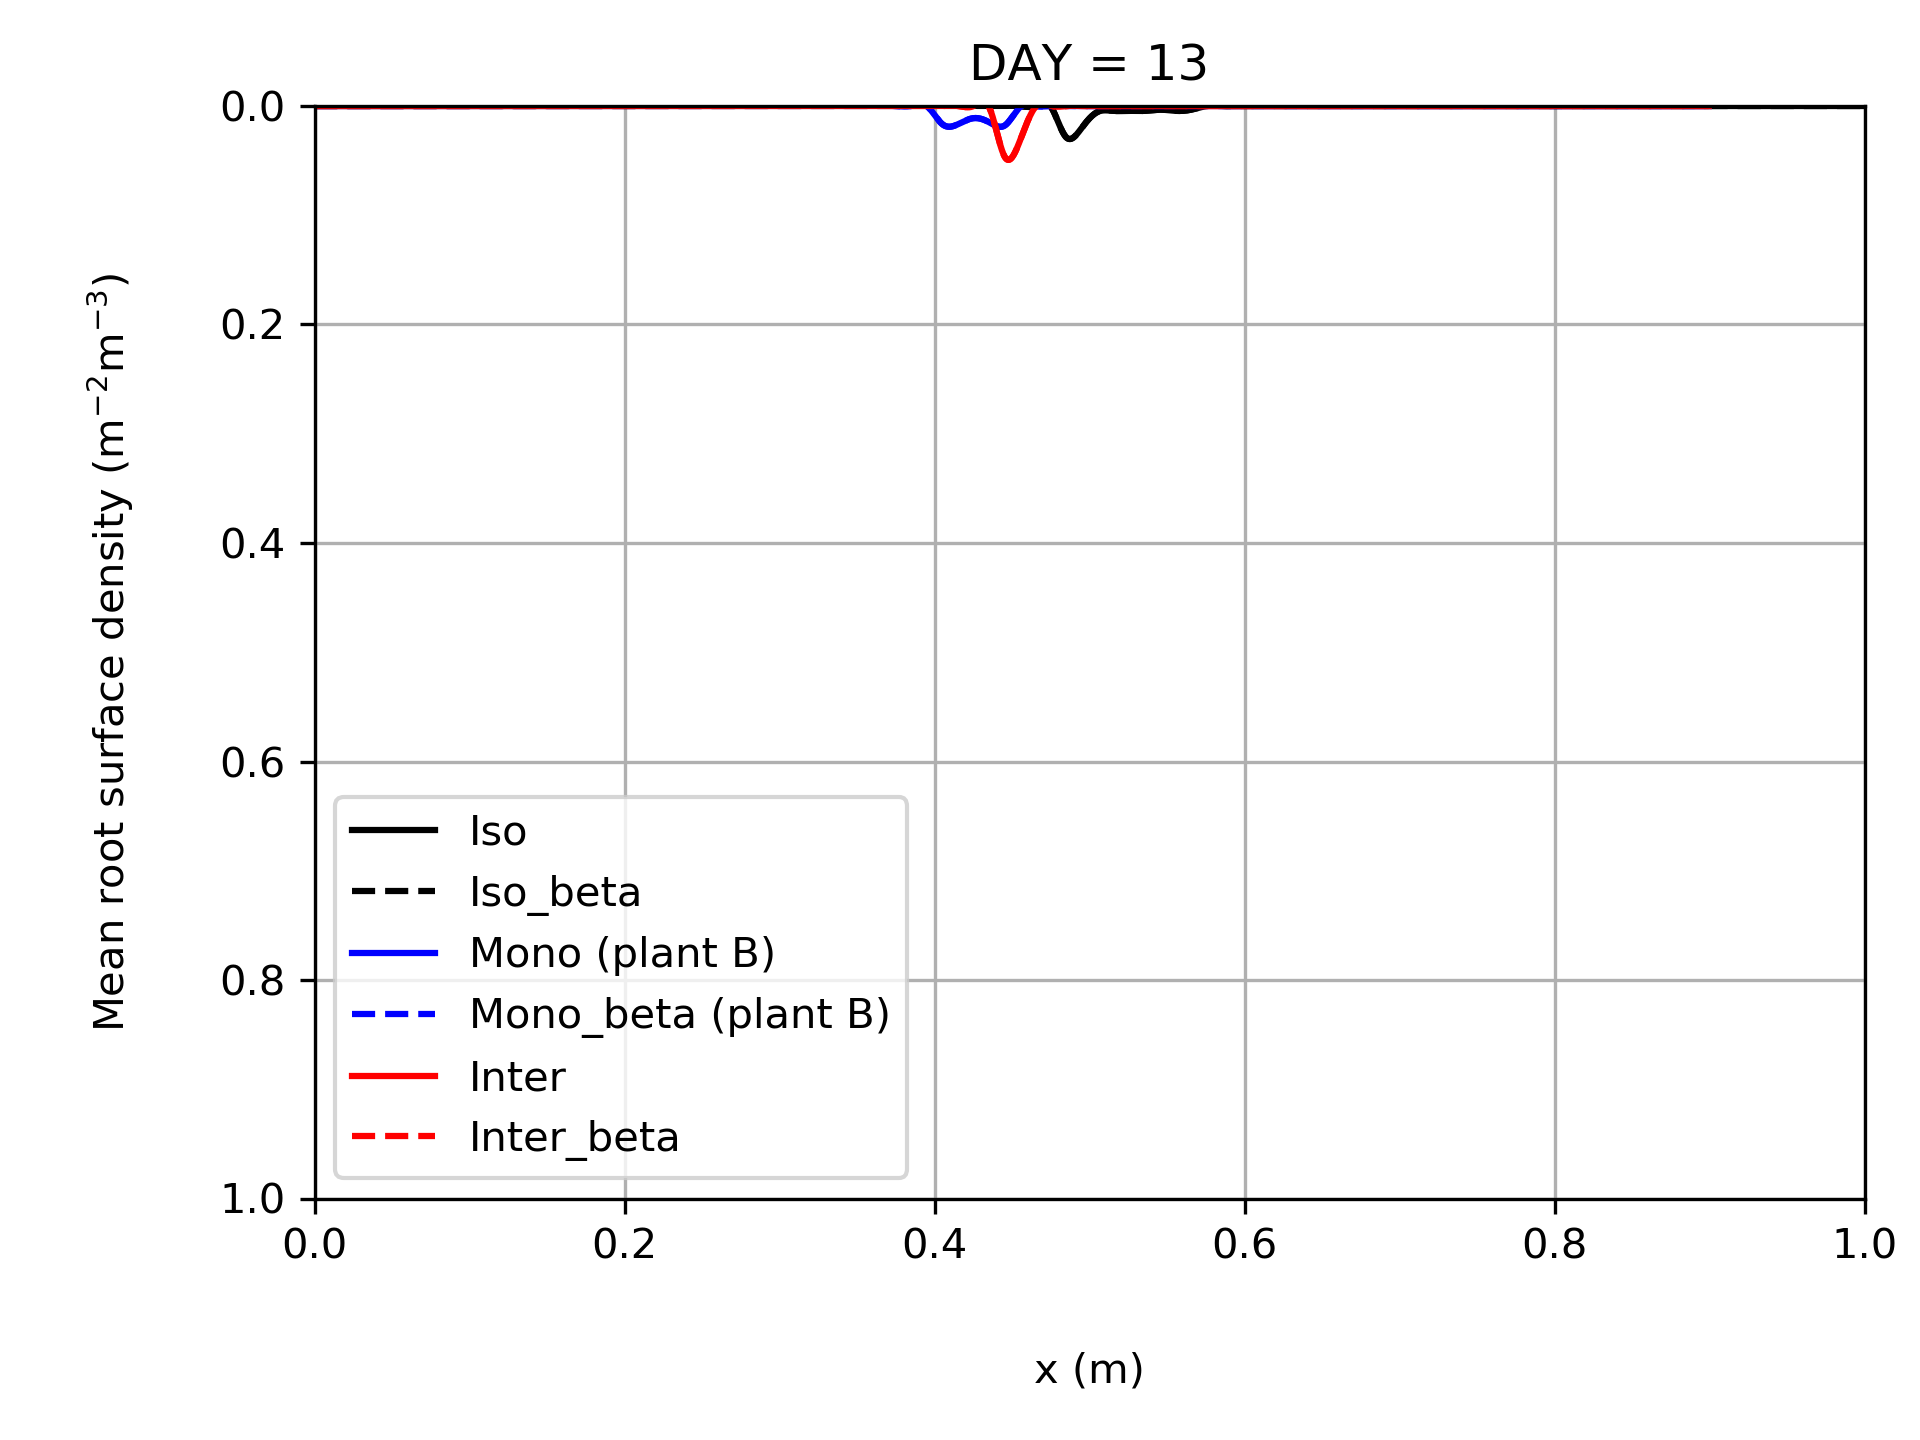 DAY = 13
0.0
0.2
0.4
0.6
0.8
1.0
Mean root surface density (m⁻²m⁻³)
Iso
Iso_beta
Mono (plant B)
Mono_beta (plant B)
Inter
Inter_beta
0.0 0.2 0.4 0.6 0.8 1.0
x (m)